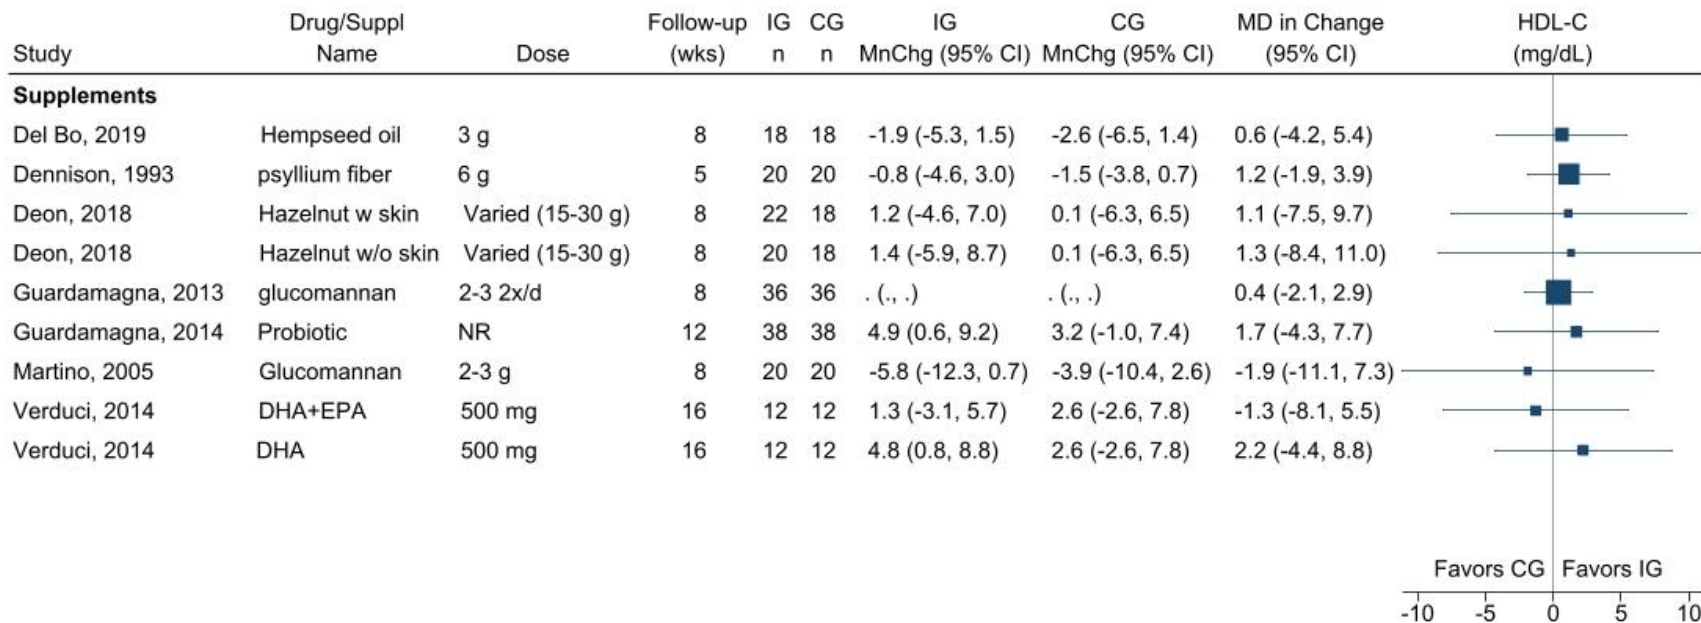 Drug/Suppl Follow-up IG CG IG CG MD in Change HDL-C
Study Name Dose (wks) n n MnChg (95% CI) MnChg (95% CI) (95% CI) (mg/dL)
Supplements
Del Bo, 2019 Hempseed oil 3 g 8 18 18 -1.9 (-5.3, 1.5) -2.6 (-6.5, 1.4) 0.6 (-4.2, 5.4)
Dennison, 1993 psyllium fiber 6 g 5 20 20 -0.8 (-4.6, 3.0) -1.5 (-3.8, 0.7) 1.2 (-1.9, 3.9)
Deon, 2018 Hazelnut w skin Varied (15-30 g) 8 22 18 1.2 (-4.6, 7.0) 0.1 (-6.3, 6.5) 1.1 (-7.5, 9.7)
Deon, 2018 Hazelnut w/o skin Varied (15-30 g) 8 20 18 1.4 (-5.9, 8.7) 0.1 (-6.3, 6.5) 1.3 (-8.4, 11.0)
Guardamagna, 2013 glucomannan 2-3 2x/d 8 36 36 . (., .) . (., .) 0.4 (-2.1, 2.9)
Guardamagna, 2014 Probiotic NR 12 38 38 4.9 (0.6, 9.2) 3.2 (-1.0, 7.4) 1.7 (-4.3, 7.7)
Martino, 2005 Glucomannan 2-3 g 8 20 20 -5.8 (-12.3, 0.7) -3.9 (-10.4, 2.6) -1.9 (-11.1, 7.3)
Verduci, 2014 DHA+EPA 500 mg 16 12 12 1.3 (-3.1, 5.7) 2.6 (-2.6, 7.8) -1.3 (-8.1, 5.5)
Verduci, 2014 DHA 500 mg 16 12 12 4.8 (0.8, 8.8) 2.6 (-2.6, 7.8) 2.2 (-4.4, 8.8)
Favors CG Favors IG
-10 -5 0 5 10